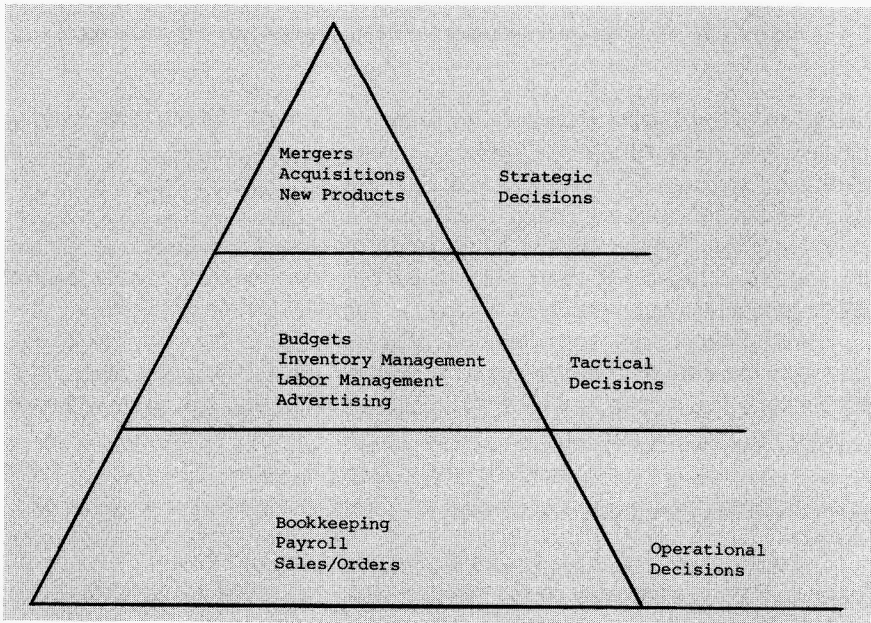 Mergers
Acquisitions
New Products
Strategic
Decisions
Budgets
Inventory Management
Labor Management
Advertising
Tactical
Decisions
Bookkeeping
Payroll
Sales/Orders
Operational
Decisions